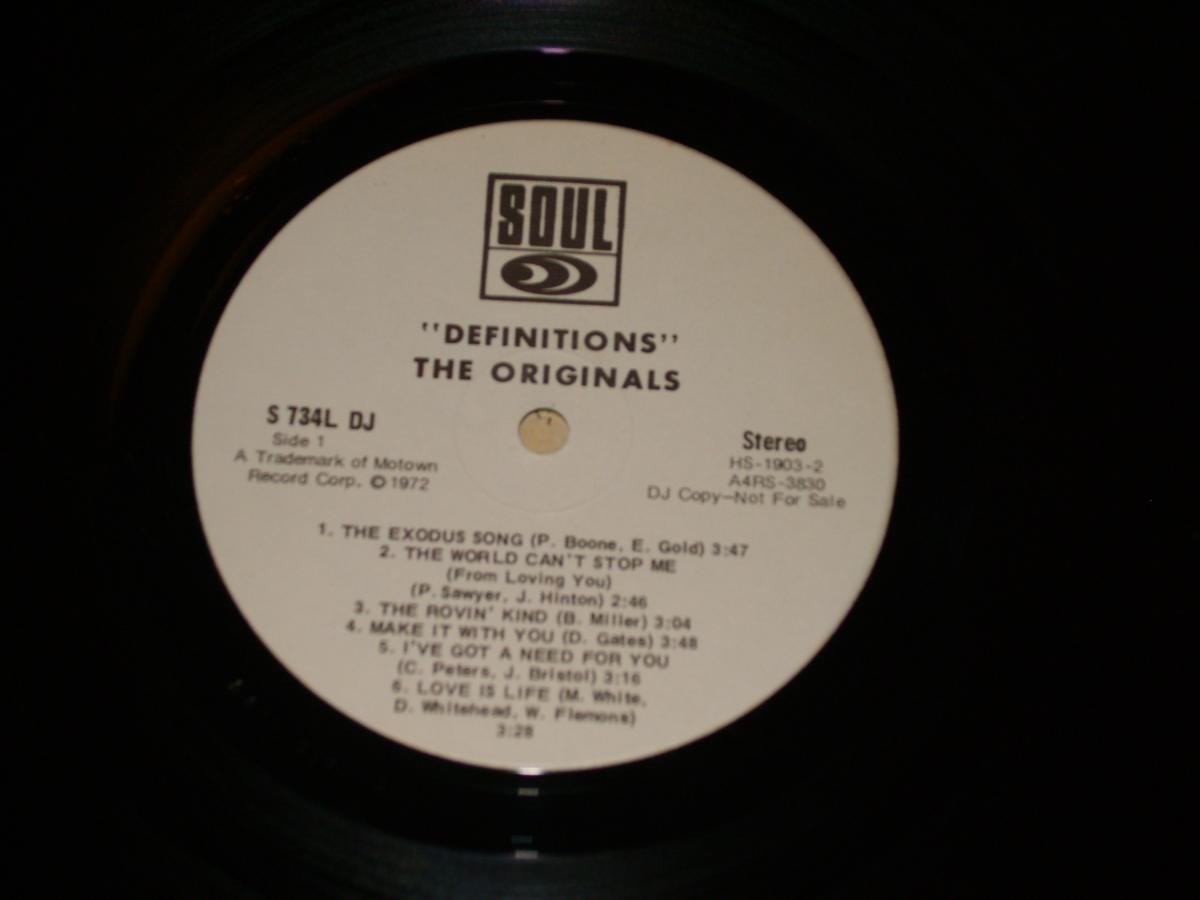 SOUL
"DEFINITIONS"
THE ORIGINALS
S 734L DJ
Side 1
A Trademark of Motown
Record Corp. ©1972
Stereo
HS-1903-2
A4RS-3830
DJ Copy—Not For Sale
1. THE EXODUS SONG (P. Boone, E. Gold) 3:47
2. THE WORLD CAN'T STOP ME
(From Loving You)
(P. Sawyer, J. Hinton) 2:46
3. THE ROVIN' KIND (B. Miller) 3:04
4. MAKE IT WITH YOU (D. Gates) 3:48
5. I'VE GOT A NEED FOR YOU
(C. Peters, J. Bristol) 3:16
6. LOVE IS LIFE (M. White,
D. Whitehead, W. Flemons)
3:28